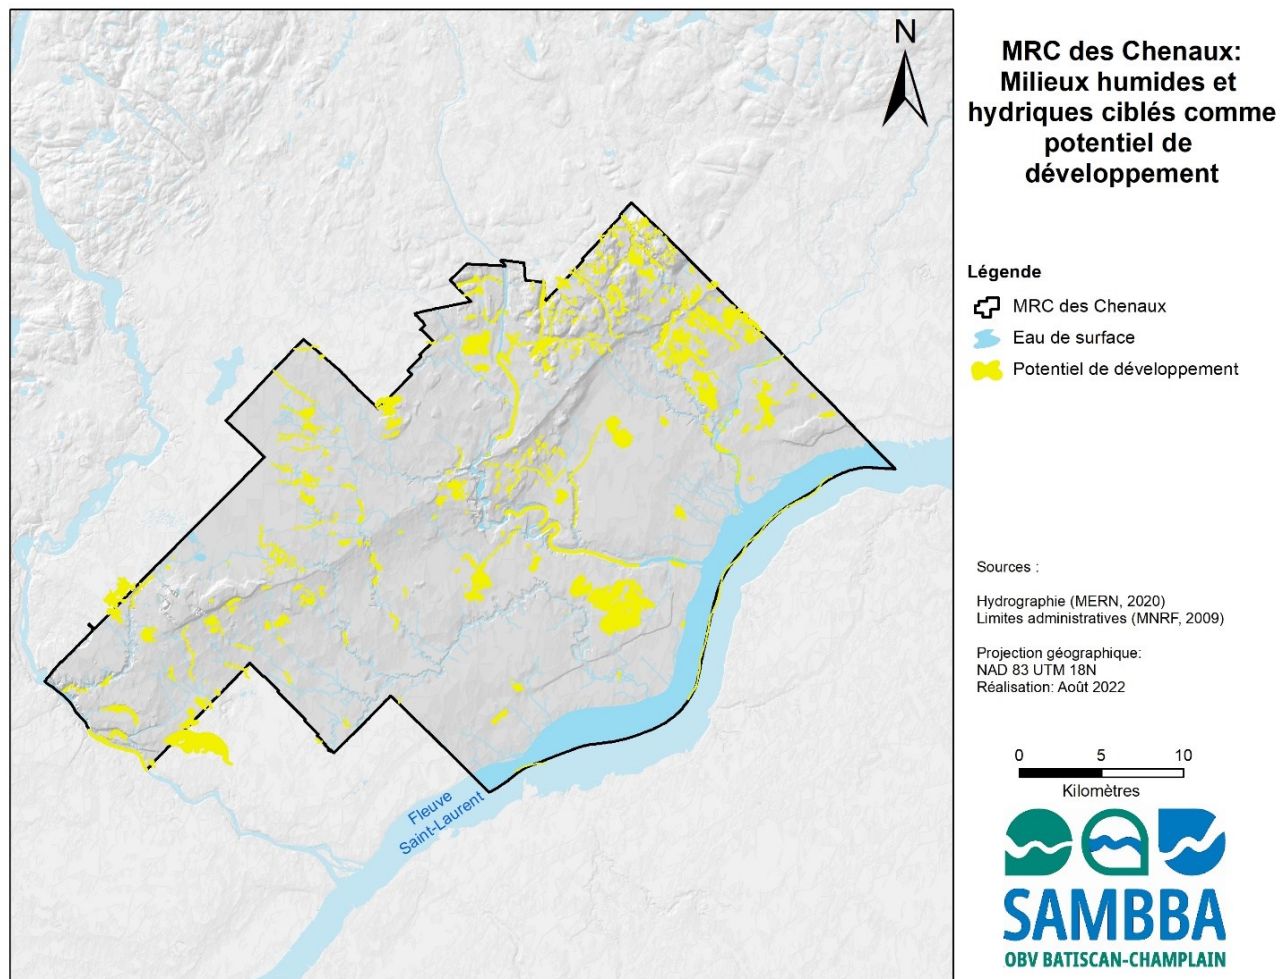 N
Fleuve
Saint-Laurent
MRC des Chenaux:
Milieux humides et
hydriques ciblés comme
potentiel de
développement
Légende
MRC des Chenaux
Eau de surface
Potentiel de développement
Sources :
Hydrographie (MERN, 2020)
Limites administratives (MNRF, 2009)
Projection géographique:
NAD 83 UTM 18N
Réalisation: Août 2022
0 5 10
Kilomètres
SAMBBA
OBV BATISCAN-CHAMPLAIN